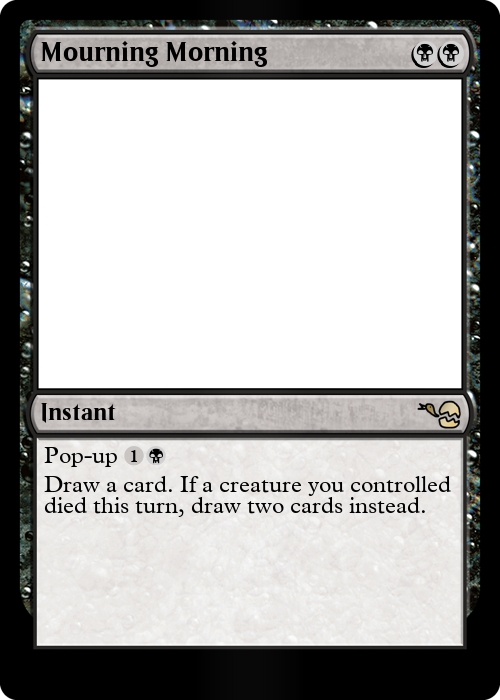 Mourning Morning
Instant
Pop-up 1
Draw a card. If a creature you controlled
died this turn, draw two cards instead.